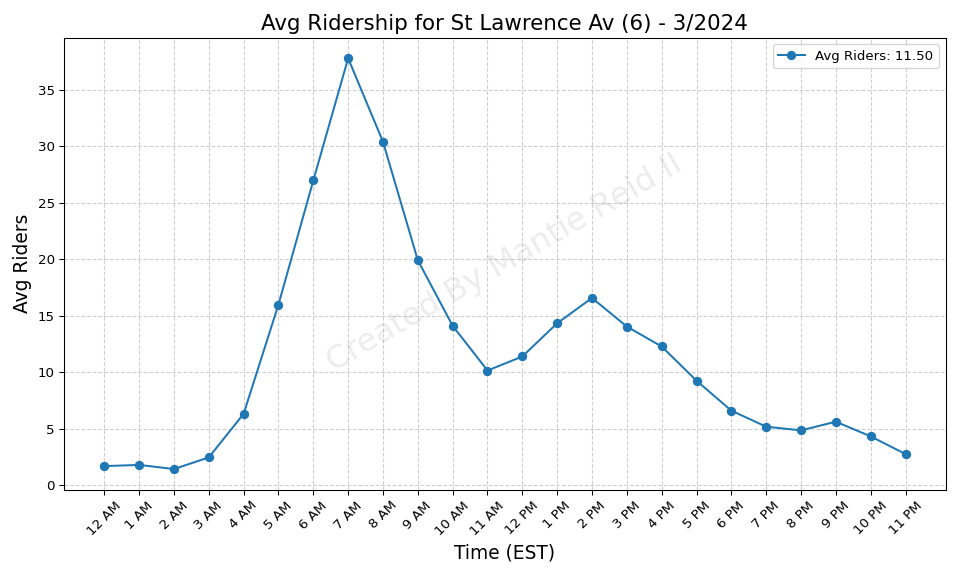 Avg Ridership for St Lawrence Av (6) - 3/2024
Avg Riders: 11.50
Avg Riders
35
30
25
20
15
10
5
0
Created By Mantle Reid II
12 AM
1 AM
2 AM
3 AM
4 AM
5 AM
6 AM
7 AM
8 AM
9 AM
10 AM
11 AM
12 PM
1 PM
2 PM
3 PM
4 PM
5 PM
6 PM
7 PM
8 PM
9 PM
10 PM
11 PM
Time (EST)